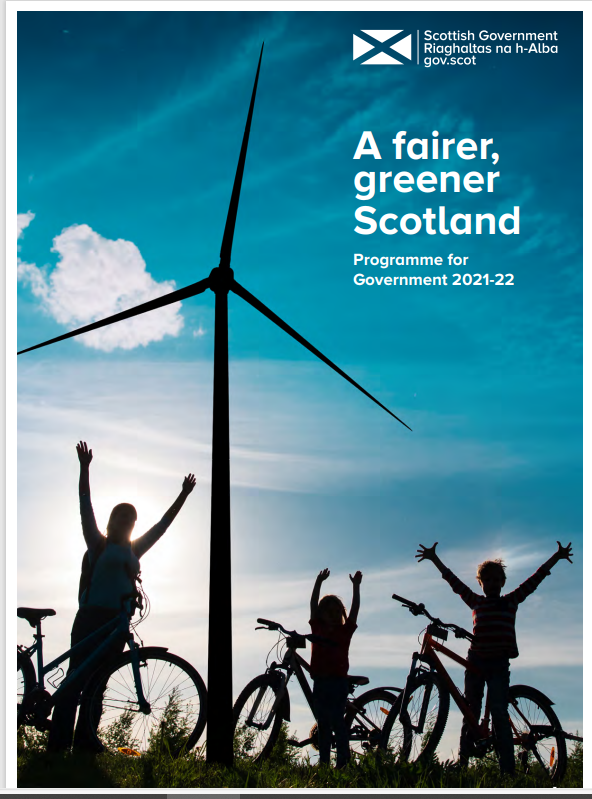 Scottish Government
Riaghaltas na h-Alba
gov.scot
A fairer,
greener
Scotland
Programme for
Government 2021-22